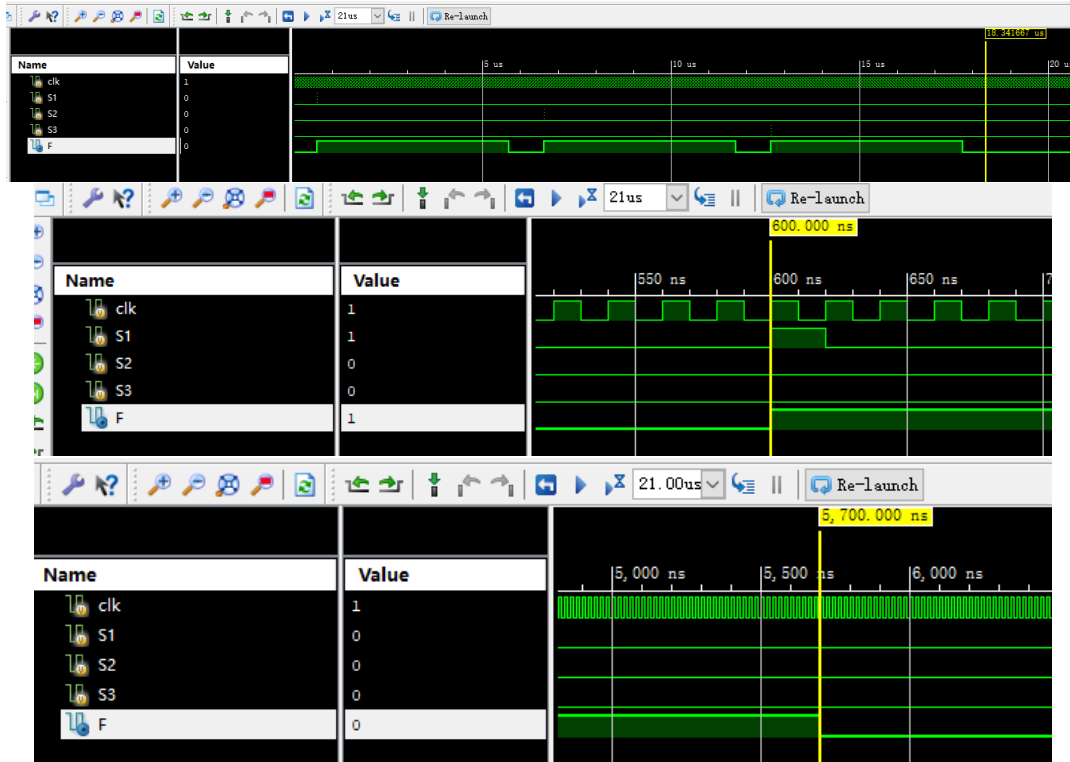 21us Re-launch
18.341667 us
Name Value 5 us 10 us 15 us 20 u
clk 1
S1 0
S2 0
S3 0
F 0
21us Re-launch
600.000 ns
Name Value 550 ns 600 ns 650 ns 7
clk 1
S1 1
S2 0
S3 0
F 1
21.00us Re-launch
5,700.000 ns
Name Value 5,000 ns 5,500 ns 6,000 ns
clk 1
S1 0
S2 0
S3 0
F 0